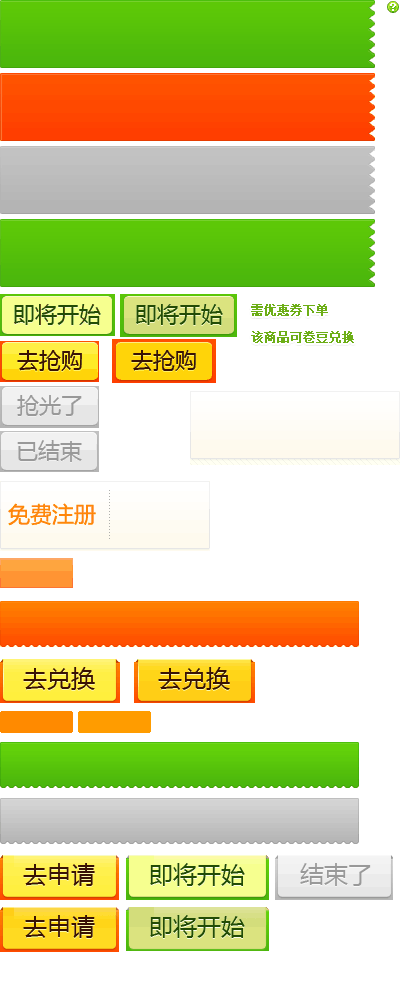 即将开始 即将开始
需优惠券下单
该商品可卷豆兑换
去抢购 去抢购
抢光了
已结束
免费注册
去兑换 去兑换
去申请 即将开始 结束了
去申请 即将开始